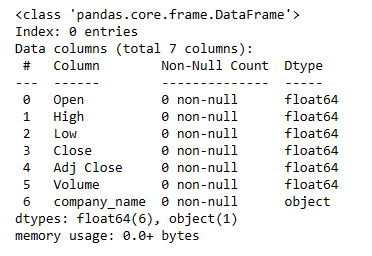 <class 'pandas.core.frame.DataFrame'>
Index: 0 entries
Data columns (total 7 columns):
 #   Column        Non-Null Count  Dtype
---  ------        --------------  -----
 0   Open          0 non-null      float64
 1   High          0 non-null      float64
 2   Low           0 non-null      float64
 3   Close         0 non-null      float64
 4   Adj Close     0 non-null      float64
 5   Volume        0 non-null      float64
 6   company_name  0 non-null      object
dtypes: float64(6), object(1)
memory usage: 0.0+ bytes